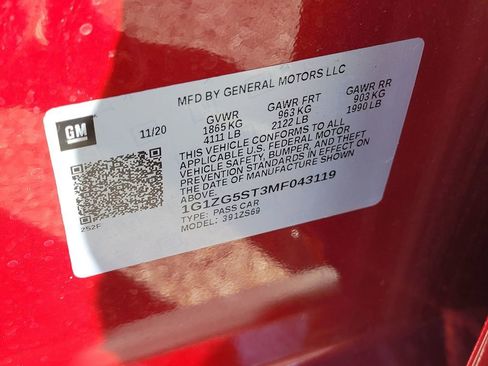 MFD BY GENERAL MOTORS LLC
GM
11/20
GVWR GAWR FRT GAWR RR
1865 KG 963 KG 903 KG
4111 LB 2122 LB 1990 LB
THIS VEHICLE CONFORMS TO ALL
APPLICABLE U.S. FEDERAL MOTOR
VEHICLE SAFETY, BUMPER, AND THEFT
PREVENTION STANDARDS IN EFFECT ON
THE DATE OF MANUFACTURE SHOWN
ABOVE.
1G1ZG5ST3MF043119
TYPE: PASS CAR
MODEL: 391ZS69
252F